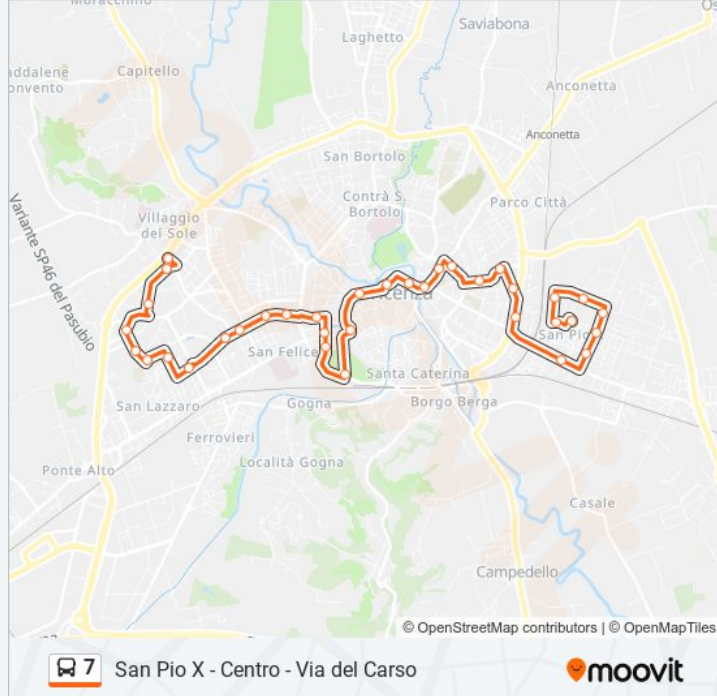 Moracchino
Os
Saviabona
Laghetto
addalene
onvento
Capitello
Anconetta
Anconetta
San Bortolo
Contrà S.
Bortolo
Parco Città
Villaggio
del Sole
Variante SP46 del Pasubio
cenza
San Pio
San Felice
Santa Caterina
San Lazzaro
Gogna
Borgo Berga
Ferrovieri
Località Gogna
Ponte Alto
Casale
Campedello
© OpenStreetMap contributors | © OpenMapTiles
7 San Pio X - Centro - Via del Carso
moovit